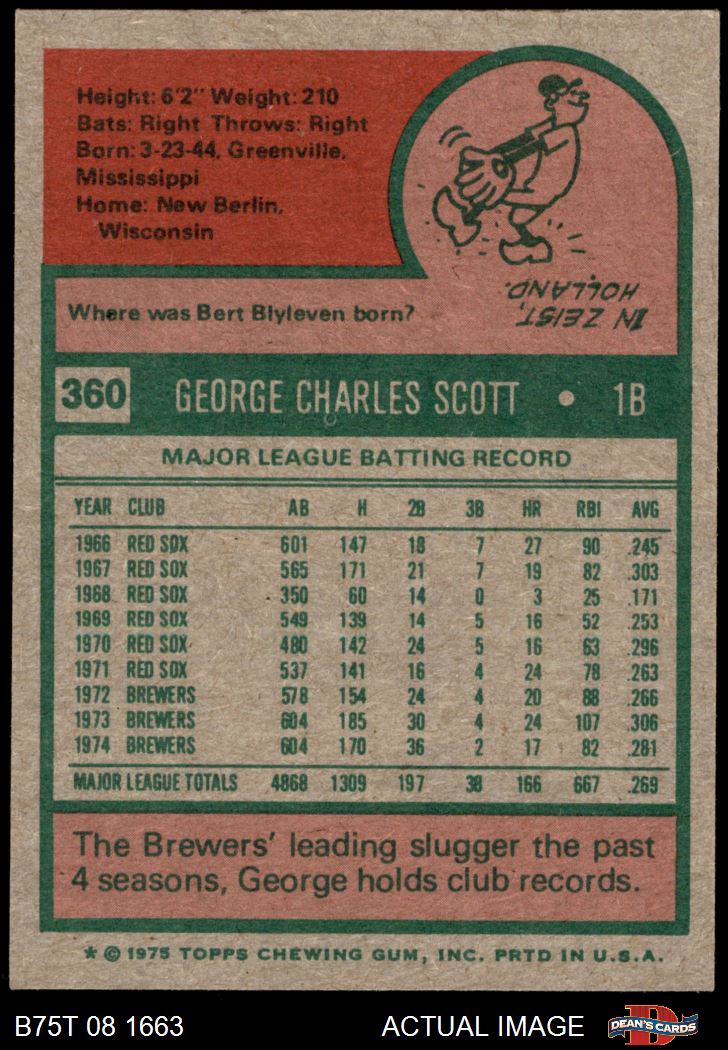 Height: 6'2" Weight: 210
Bats: Right Throws: Right
Born: 3-23-44, Greenville,
Mississippi
Home: New Berlin,
Wisconsin
Where was Bert Blyleven born?
IN ZEIST,
HOLLAND.
360 GEORGE CHARLES SCOTT • 1B
MAJOR LEAGUE BATTING RECORD
YEAR CLUB AB H 2B 3B HR RBI AVG
1966 RED SOX 601 147 18 7 27 90 .245
1967 RED SOX 565 171 21 7 19 82 .303
1968 RED SOX 350 60 14 0 3 25 .171
1969 RED SOX 549 139 14 5 16 52 .253
1970 RED SOX 480 142 24 5 16 63 .296
1971 RED SOX 537 141 16 4 24 78 .263
1972 BREWERS 578 154 24 4 20 88 .266
1973 BREWERS 604 185 30 4 24 107 .306
1974 BREWERS 604 170 36 2 17 82 .281
MAJOR LEAGUE TOTALS 4868 1309 197 38 166 667 .269
The Brewers' leading slugger the past
4 seasons, George holds club records.
* © 1975 TOPPS CHEWING GUM, INC. PRTD IN U.S.A.
B75T 08 1663 ACTUAL IMAGE DEAN'S CARDS